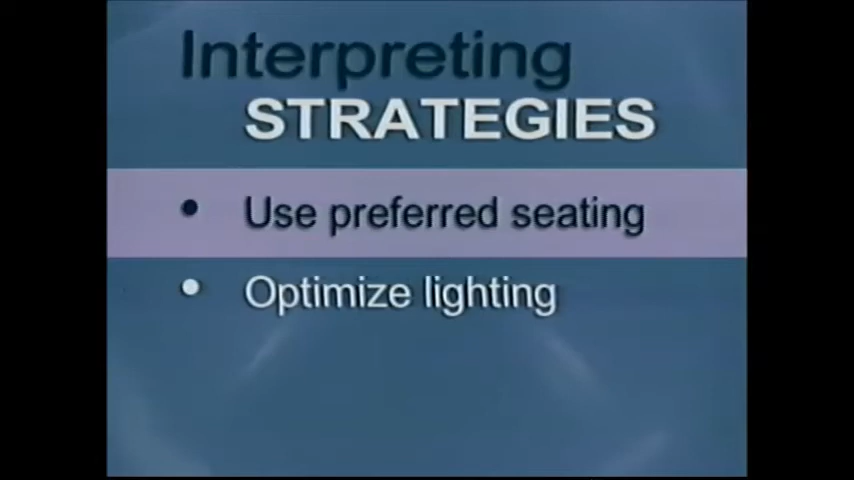 Interpreting
STRATEGIES
• Use preferred seating
• Optimize lighting